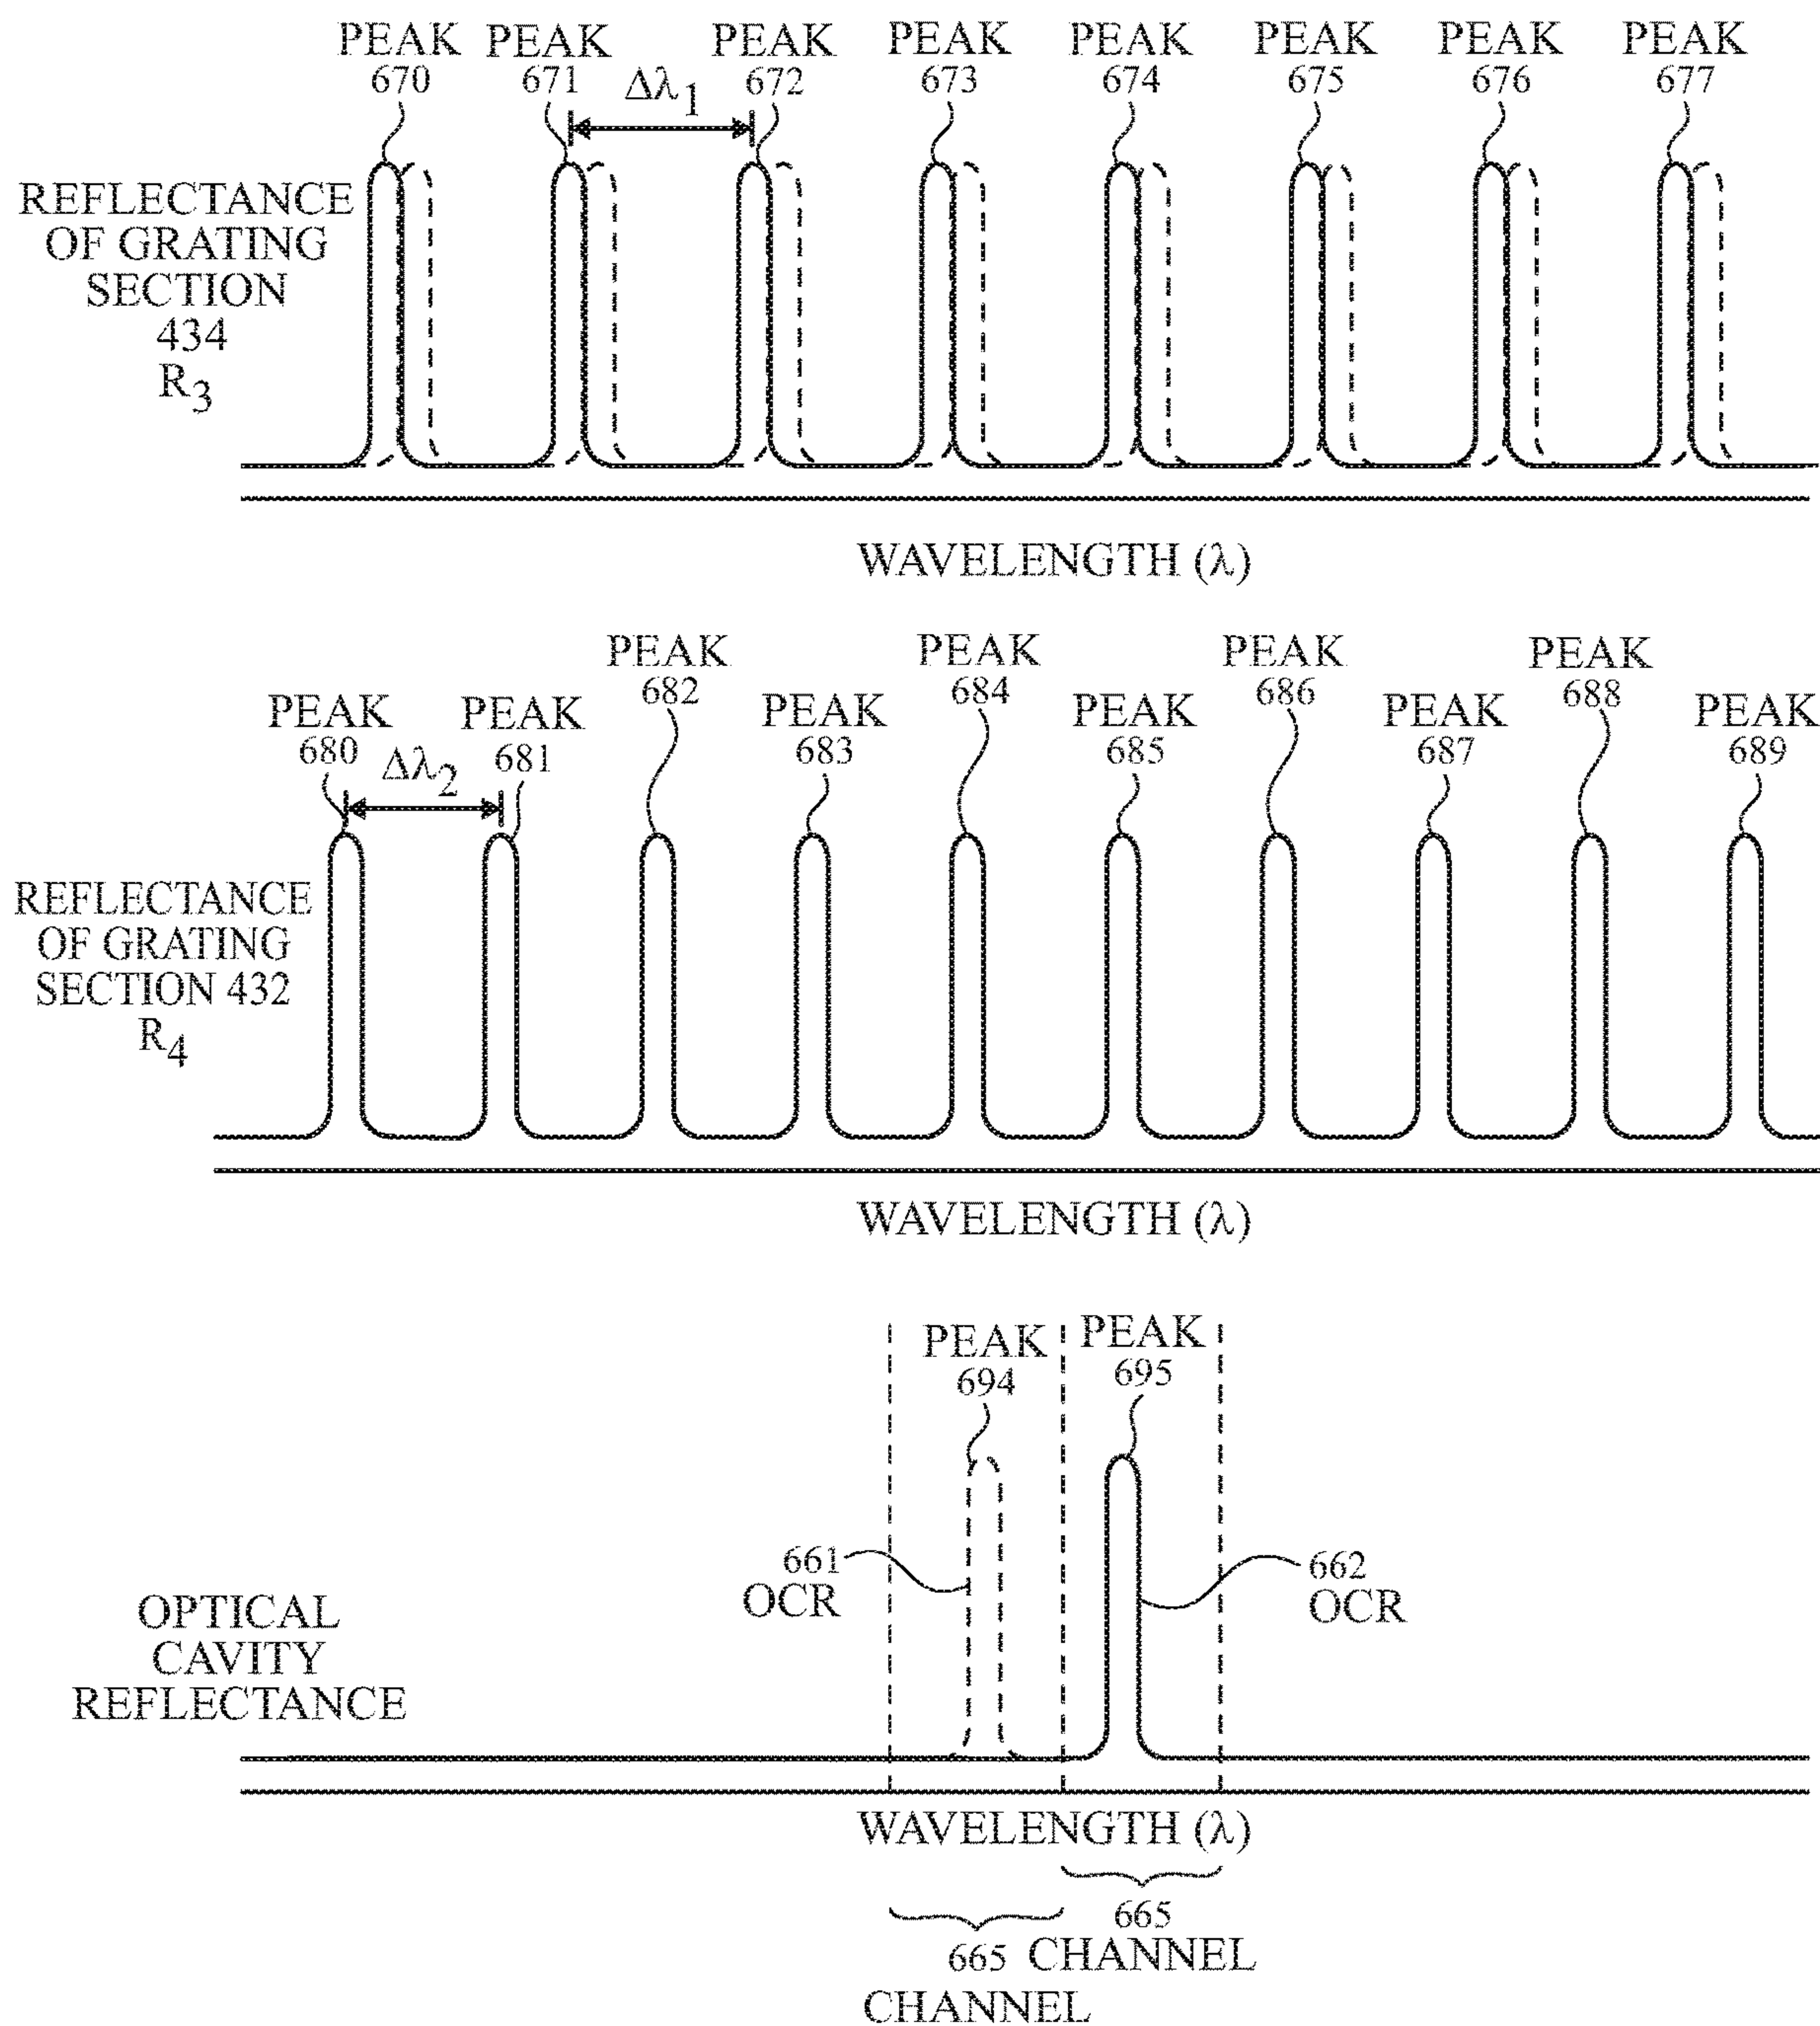 PEAK 670
PEAK 671
Δλ1
PEAK 672
PEAK 673
PEAK 674
PEAK 675
PEAK 676
PEAK 677
REFLECTANCE
OF GRATING
SECTION
434
R3
WAVELENGTH (λ)
PEAK 680
Δλ2
PEAK 681
PEAK 682
PEAK 683
PEAK 684
PEAK 685
PEAK 686
PEAK 687
PEAK 688
PEAK 689
REFLECTANCE
OF GRATING
SECTION 432
R4
WAVELENGTH (λ)
PEAK 694
PEAK 695
661
OCR
662
OCR
OPTICAL
CAVITY
REFLECTANCE
WAVELENGTH (λ)
665
CHANNEL
665
CHANNEL